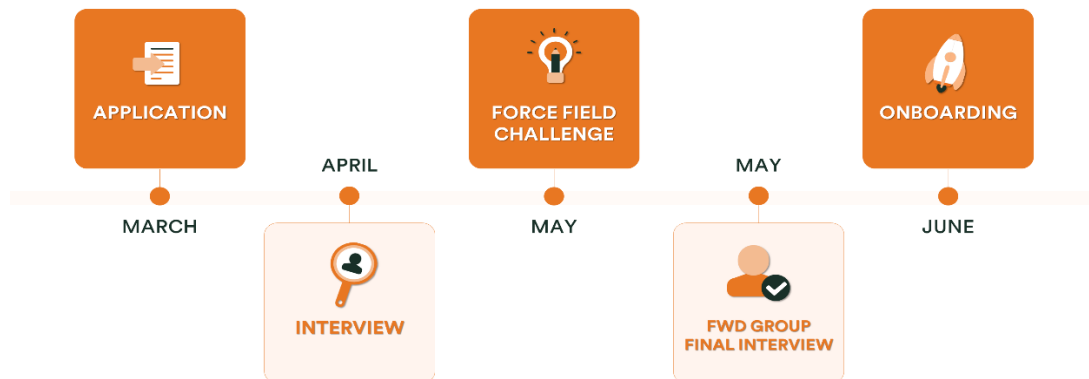 APPLICATION
MARCH
APRIL
INTERVIEW
FORCE FIELD
CHALLENGE
MAY
MAY
FWD GROUP
FINAL INTERVIEW
ONBOARDING
JUNE